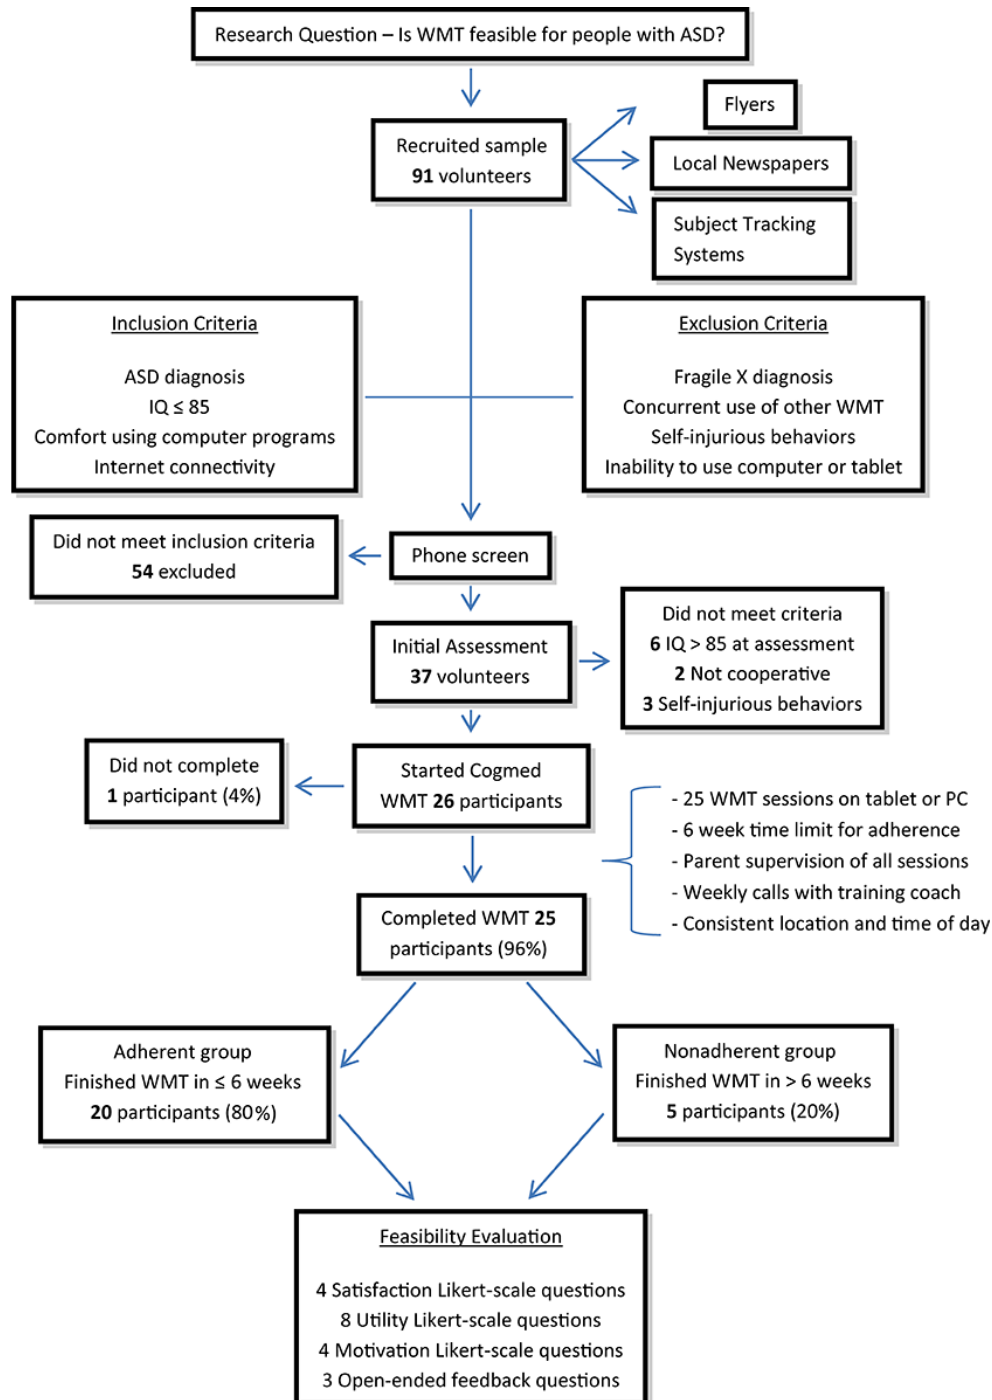 Research Question – Is WMT feasible for people with ASD?
Flyers
Recruited sample
91 volunteers
Local Newspapers
Subject Tracking
Systems
Inclusion Criteria
ASD diagnosis
IQ ≤ 85
Comfort using computer programs
Internet connectivity
Exclusion Criteria
Fragile X diagnosis
Concurrent use of other WMT
Self-injurious behaviors
Inability to use computer or tablet
Did not meet inclusion criteria
54 excluded
Phone screen
Initial Assessment
37 volunteers
Did not meet criteria
6 IQ > 85 at assessment
2 Not cooperative
3 Self-injurious behaviors
Did not complete
1 participant (4%)
Started Cogmed
WMT 26 participants
- 25 WMT sessions on tablet or PC
- 6 week time limit for adherence
- Parent supervision of all sessions
- Weekly calls with training coach
- Consistent location and time of day
Completed WMT 25
participants (96%)
Adherent group
Finished WMT in ≤ 6 weeks
20 participants (80%)
Nonadherent group
Finished WMT in > 6 weeks
5 participants (20%)
Feasibility Evaluation
4 Satisfaction Likert-scale questions
8 Utility Likert-scale questions
4 Motivation Likert-scale questions
3 Open-ended feedback questions